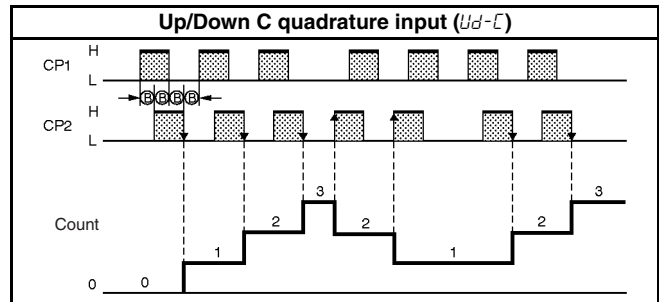 Up/Down C quadrature input (Ud-C)
CP1
H
L
B B B B
CP2
H
L
Count
3
3
2
2
2
1
1
0
0